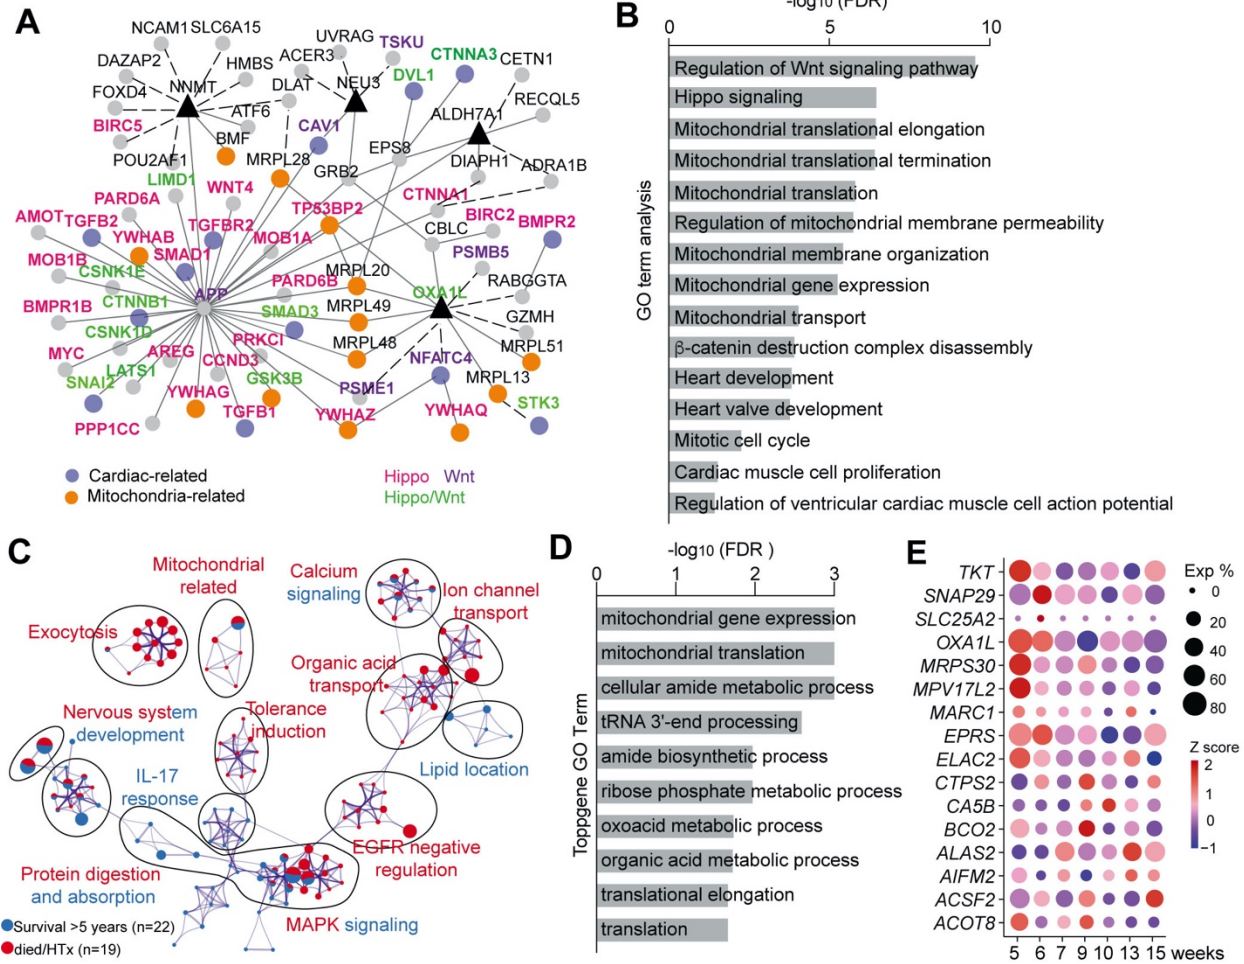 A
NCAM1
SLC6A15
UVRAG
TSKU
DAZAP2
ACER3
CTNNA3
CETN1
HMBS
FOXD4
NNMT
DLAT
NEU3
DVL1
RECQL5
BIRC5
ATF6
CAV1
ALDH7A1
POU2AF1
BMF
MRPL28
EPS8
DIAPH1
ADRA1B
LIMD1
GRB2
PARD6A
WNT4
TP53BP2
CTNNA1
BIRC2
BMPR2
AMOT
TGFB2
YWHAB
TGFBR2
MOB1A
CBLC
PSMB5
MOB1B
CSNK1E
SMAD1
MRPL20
RABGGTA
CTNNB1
APP
PARD6B
OXA1L
BMPR1B
MRPL49
GZMH
CSNK1D
SMAD3
MYC
AREG
PRKCI
MRPL48
MRPL51
SNAI2
LATS1
CCND3
GSK3B
NFATC4
MRPL13
YWHAG
PSME1
STK3
PPP1CC
TGFB1
YWHAZ
YWHAQ
Cardiac-related
Mitochondria-related
Hippo Wnt
Hippo/Wnt
B
-log10 (FDR)
0 5 10
GO term analysis
Regulation of Wnt signaling pathway
Hippo signaling
Mitochondrial translational elongation
Mitochondrial translational termination
Mitochondrial translation
Regulation of mitochondrial membrane permeability
Mitochondrial membrane organization
Mitochondrial gene expression
Mitochondrial transport
β-catenin destruction complex disassembly
Heart development
Heart valve development
Mitotic cell cycle
Cardiac muscle cell proliferation
Regulation of ventricular cardiac muscle cell action potential
C
Mitochondrial
related
Calcium
signaling
Ion channel
transport
Exocytosis
Organic acid
transport
Nervous system
development
Tolerance
induction
IL-17
response
Lipid location
EGFR negative
regulation
Protein digestion
and absorption
MAPK signaling
Survival >5 years (n=22)
died/HTx (n=19)
D
-log10 (FDR )
0 1 2 3
Toppgene GO Term
mitochondrial gene expression
mitochondrial translation
cellular amide metabolic process
tRNA 3'-end processing
amide biosynthetic process
ribose phosphate metabolic process
oxoacid metabolic process
organic acid metabolic process
translational elongation
translation
E
TKT
SNAP29
SLC25A2
OXA1L
MRPS30
MPV17L2
MARC1
EPRS
ELAC2
CTPS2
CA5B
BCO2
ALAS2
AIFM2
ACSF2
ACOT8
5 6 7 9 10 13 15 weeks
Exp %
0
20
40
60
80
Z score
2
1
0
−1